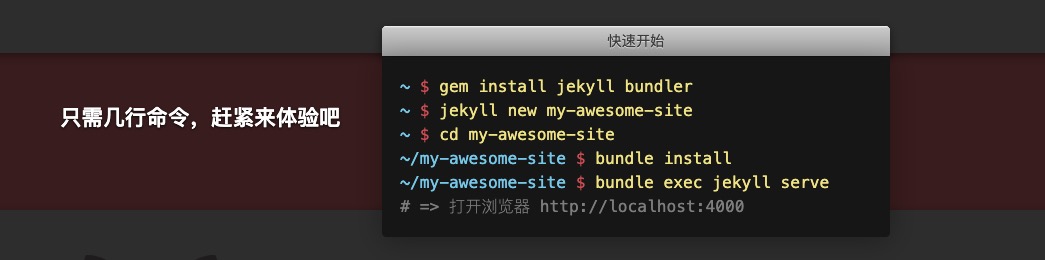 快速开始
只需几行命令，赶紧来体验吧
~ $ gem install jekyll bundler
~ $ jekyll new my-awesome-site
~ $ cd my-awesome-site
~/my-awesome-site $ bundle install
~/my-awesome-site $ bundle exec jekyll serve
# => 打开浏览器 http://localhost:4000